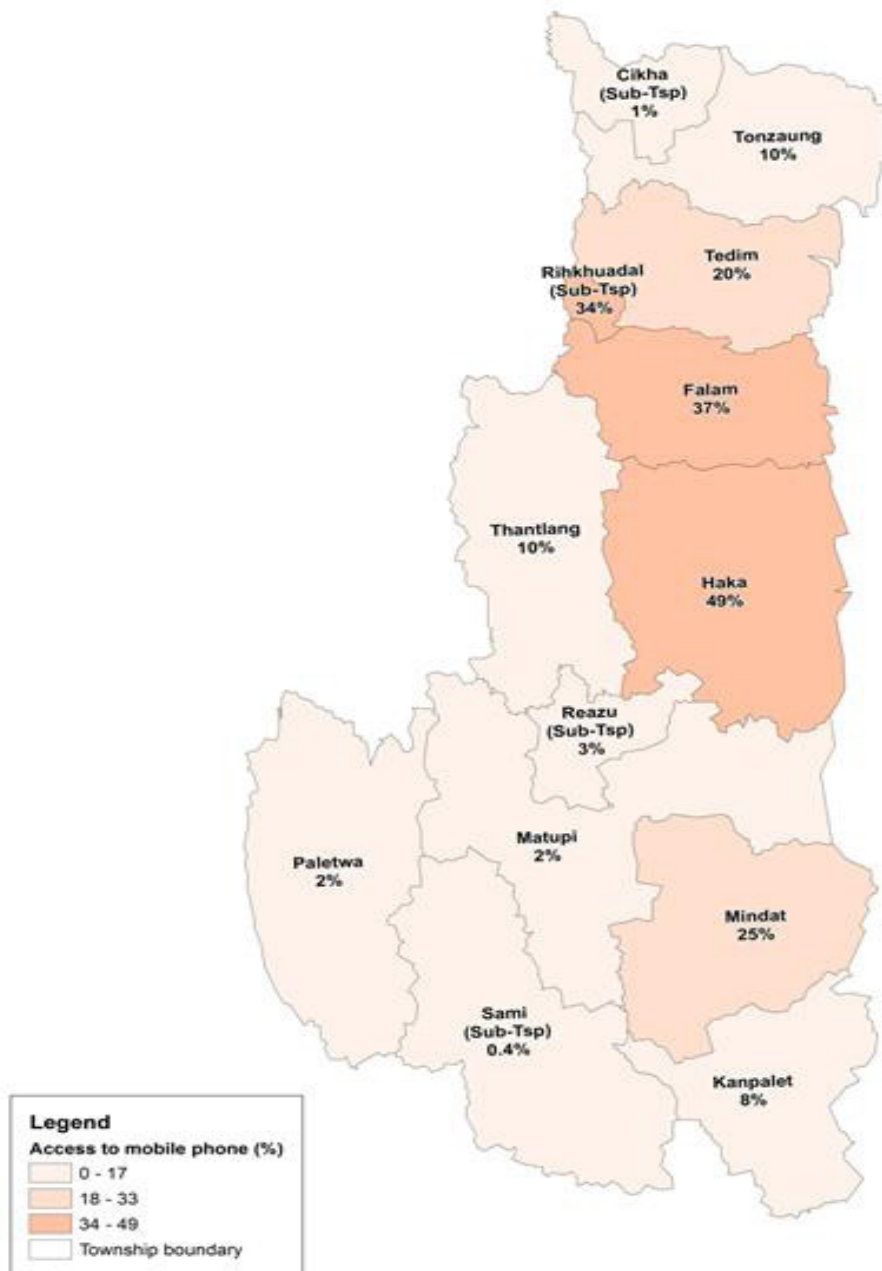 Cikha
(Sub-Tsp)
1%
Tonzaung
10%
Tedim
20%
Rihkhuadal
(Sub-Tsp)
34%
Falam
37%
Thantlang
10%
Haka
49%
Reazu
(Sub-Tsp)
3%
Matupi
2%
Paletwa
2%
Mindat
25%
Sami
(Sub-Tsp)
0.4%
Kanpalet
8%
Legend
Access to mobile phone (%)
0 - 17
18 - 33
34 - 49
Township boundary